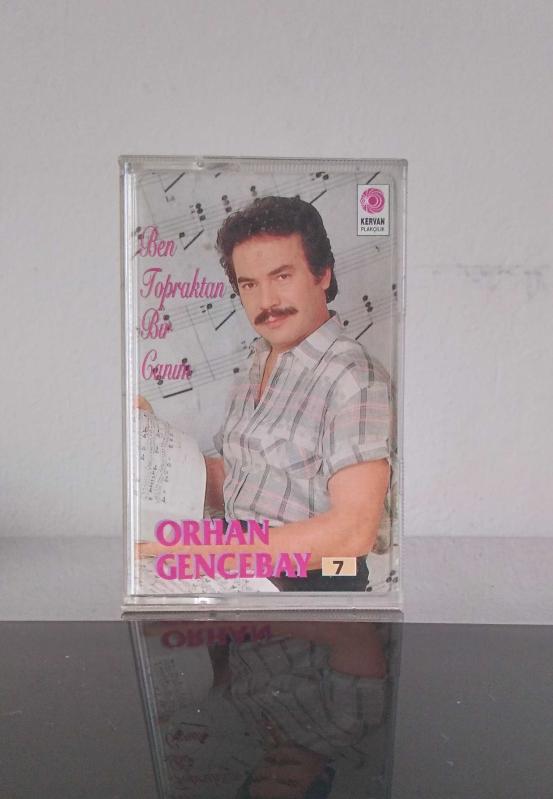 KERVAN
PLAKÇILIK
Ben
Topraktan
Bir
Canım
ORHAN
GENCEBAY 7